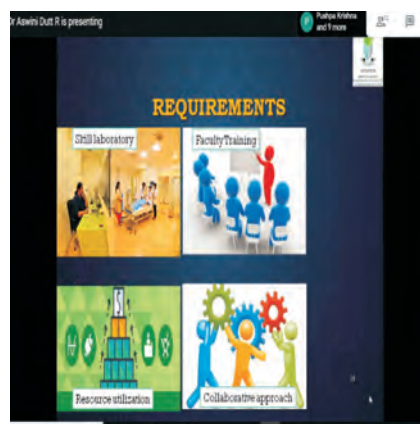 Dr Aswini Dutt R is presenting
Pushpa Krishna
and 9 more
P
REQUIREMENTS
Skill laboratory
Faculty Training
Resource utilization
Collaborative approach